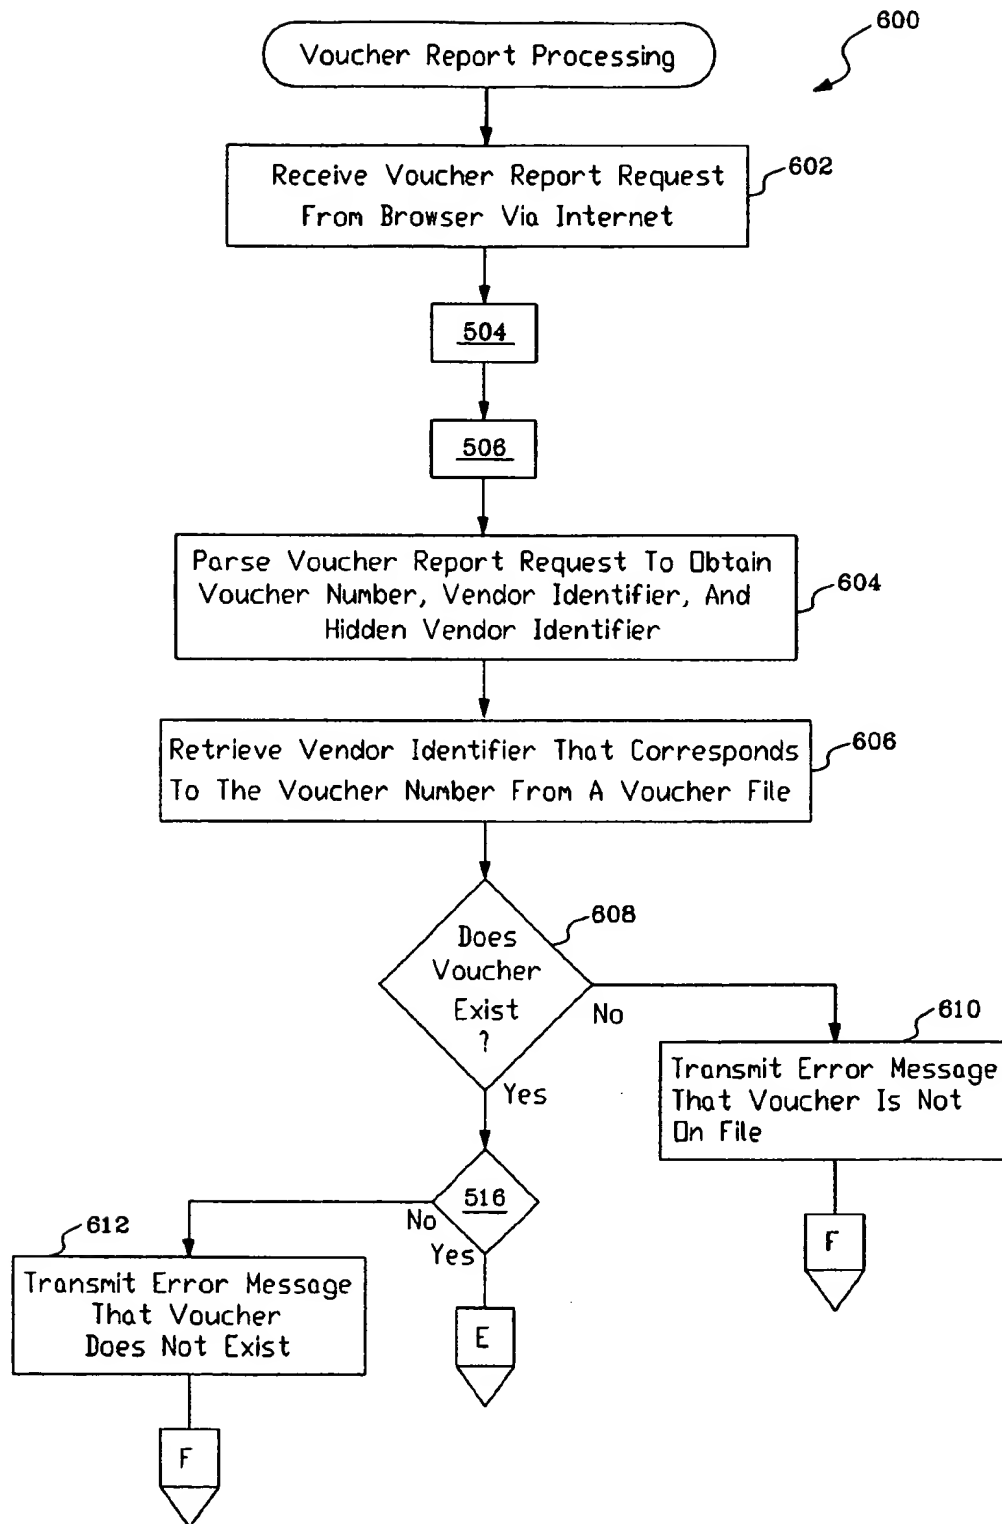 600
Voucher Report Processing
602
Receive Voucher Report Request
From Browser Via Internet
504
506
Parse Voucher Report Request To Obtain
Voucher Number, Vendor Identifier, And
Hidden Vendor Identifier
604
606
Retrieve Vendor Identifier That Corresponds
To The Voucher Number From A Voucher File
608
Does
Voucher
Exist
?
No
Yes
610
Transmit Error Message
That Voucher Is Not
On File
F
516
No
Yes
612
Transmit Error Message
That Voucher
Does Not Exist
E
F